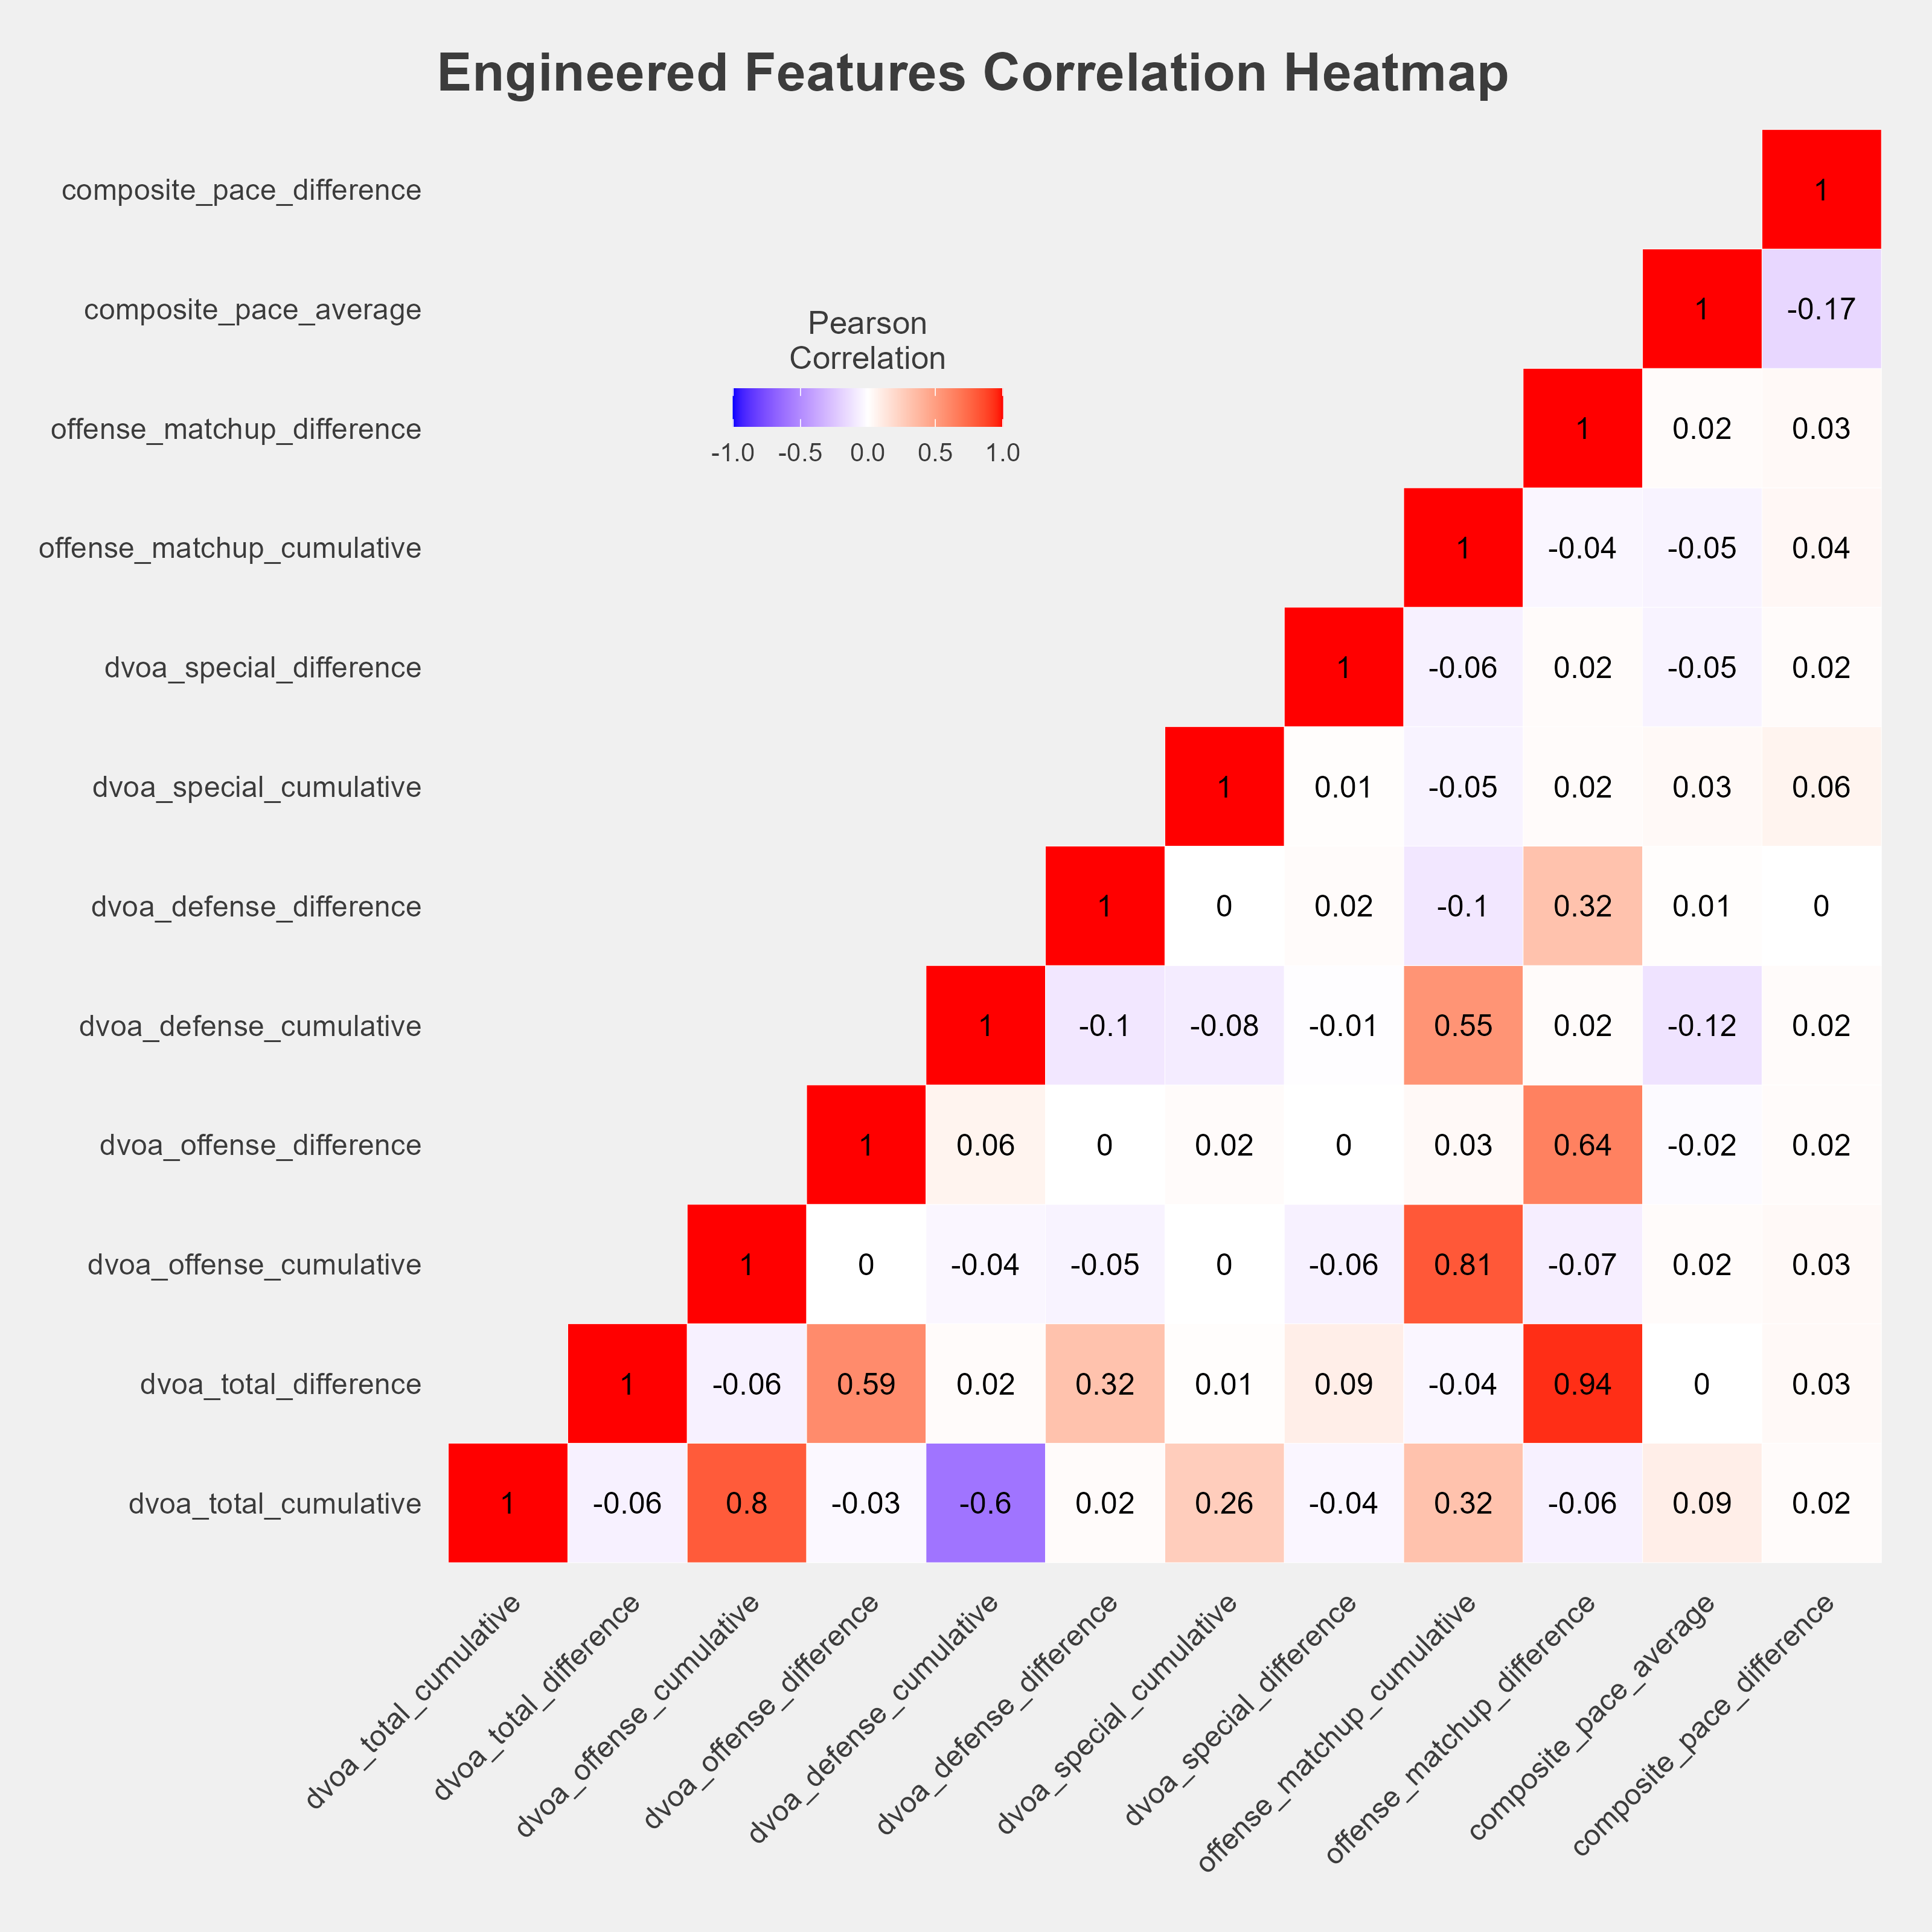 Engineered Features Correlation Heatmap
composite_pace_difference 1
composite_pace_average 1 -0.17
Pearson
Correlation
-1.0 -0.5 0.0 0.5 1.0
offense_matchup_difference 1 0.02 0.03
offense_matchup_cumulative 1 -0.04 -0.05 0.04
dvoa_special_difference 1 -0.06 0.02 -0.05 0.02
dvoa_special_cumulative 1 0.01 -0.05 0.02 0.03 0.06
dvoa_defense_difference 1 0 0.02 -0.1 0.32 0.01 0
dvoa_defense_cumulative 1 -0.1 -0.08 -0.01 0.55 0.02 -0.12 0.02
dvoa_offense_difference 1 0.06 0 0.02 0 0.03 0.64 -0.02 0.02
dvoa_offense_cumulative 1 0 -0.04 -0.05 0 -0.06 0.81 -0.07 0.02 0.03
dvoa_total_difference 1 -0.06 0.59 0.02 0.32 0.01 0.09 -0.04 0.94 0 0.03
dvoa_total_cumulative 1 -0.06 0.8 -0.03 -0.6 0.02 0.26 -0.04 0.32 -0.06 0.09 0.02
dvoa_total_cumulative
dvoa_total_difference
dvoa_offense_cumulative
dvoa_offense_difference
dvoa_defense_cumulative
dvoa_defense_difference
dvoa_special_cumulative
dvoa_special_difference
offense_matchup_cumulative
offense_matchup_difference
composite_pace_average
composite_pace_difference